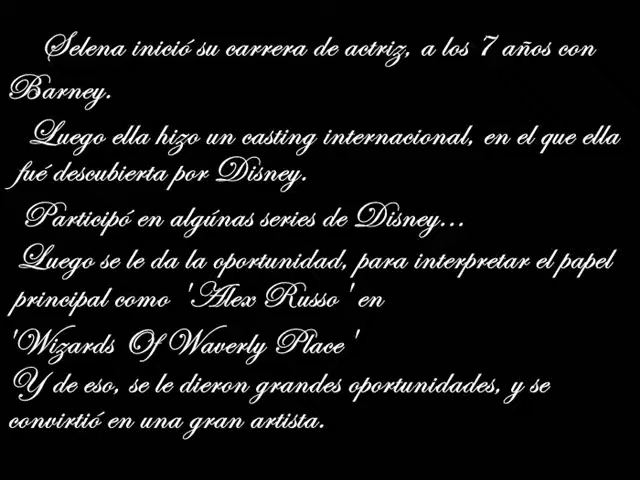 Selena inició su carrera de actriz, a los 7 años con
Barney.
Luego ella hizo un casting internacional, en el que ella
fué descubierta por Disney.
Participó en algúnas series de Disney...
Luego se le da la oportunidad, para interpretar el papel
principal como 'Alex Russo' en
'Wizards Of Waverly Place'
Y de eso, se le dieron grandes oportunidades, y se
convirtió en una gran artista.